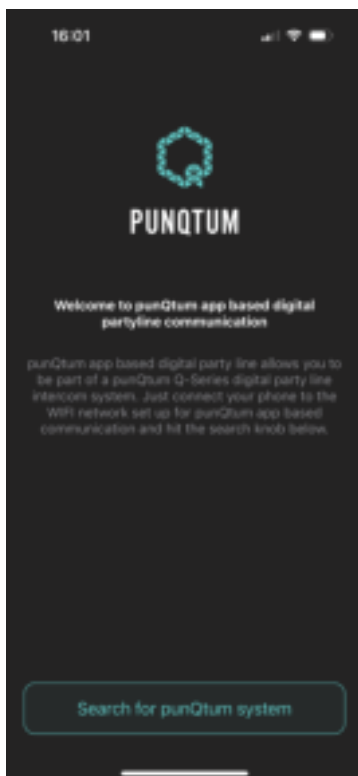 16:01
PUNQTUM
Welcome to punQtum app based digital
partyline communication
punQtum app based digital party line allows you to
be part of a punQtum Q-Series digital party line
intercom system. Just connect your phone to the
WIFI network set up for punQtum app based
communication and hit the search knob below.
Search for punQtum system